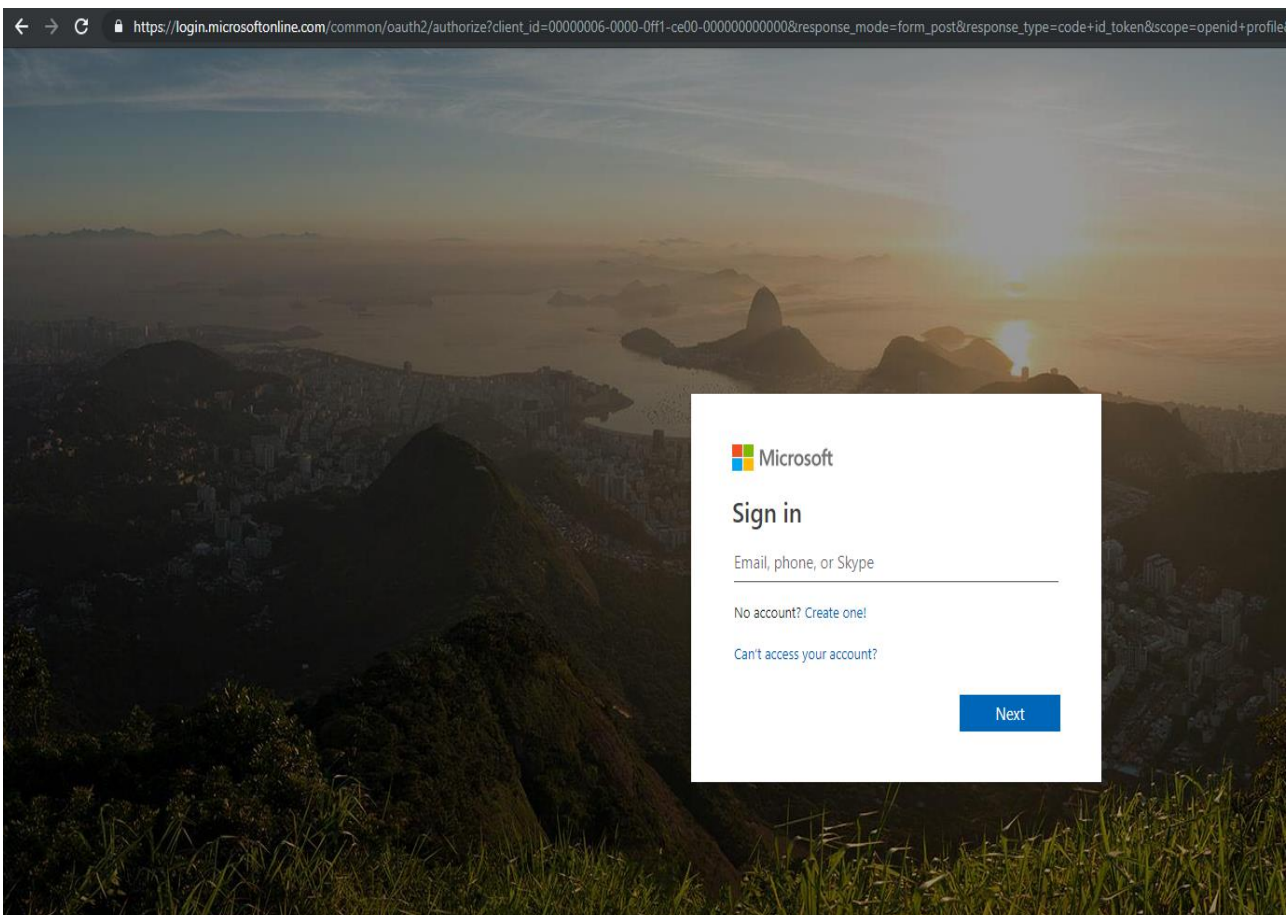 https://login.microsoftonline.com/common/oauth2/authorize?client_id=00000006-0000-0ff1-ce00-000000000000&response_mode=form_post&response_type=code+id_token&scope=openid+profile&
Microsoft
Sign in
Email, phone, or Skype
No account? Create one!
Can't access your account?
Next